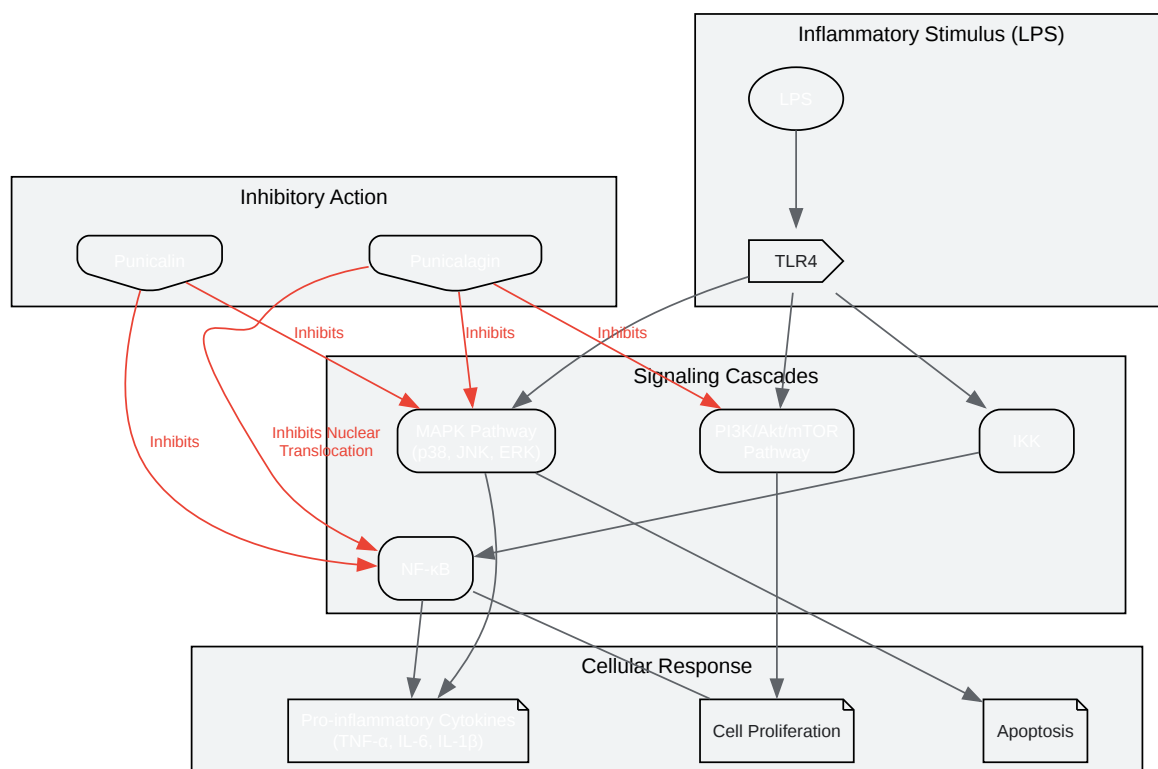 Inflammatory Stimulus (LPS)
LPS
Inhibitory Action
Punicalin
Punicalagin
TLR4
Inhibits
Inhibits
Inhibits
Signaling Cascades
Inhibits
Inhibits Nuclear
Translocation
MAPK Pathway
(p38, JNK, ERK)
PI3K/Akt/mTOR
Pathway
IKK
NF-κB
Cellular Response
Pro-inflammatory Cytokines
(TNF-α, IL-6, IL-1β)
Cell Proliferation
Apoptosis